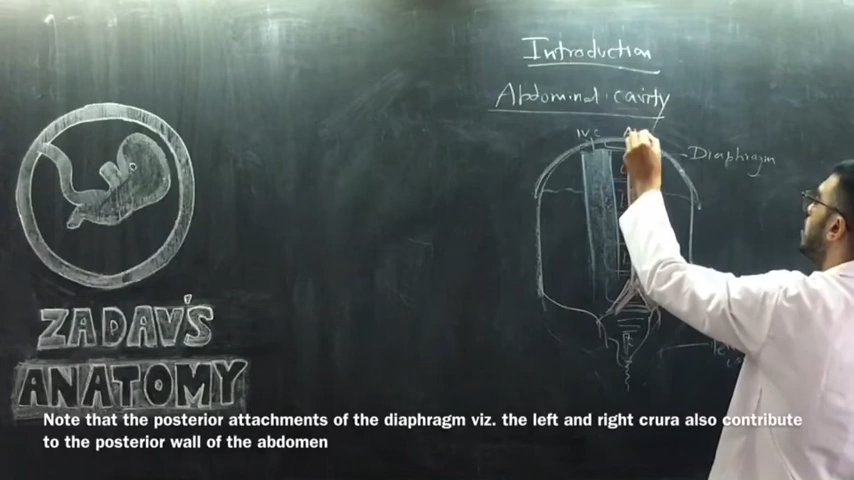 Introduction
Abdominal cavity
IVC
Diaphragm
ZADAV'S
ANATOMY
Note that the posterior attachments of the diaphragm viz. the left and right crura also contribute
to the posterior wall of the abdomen